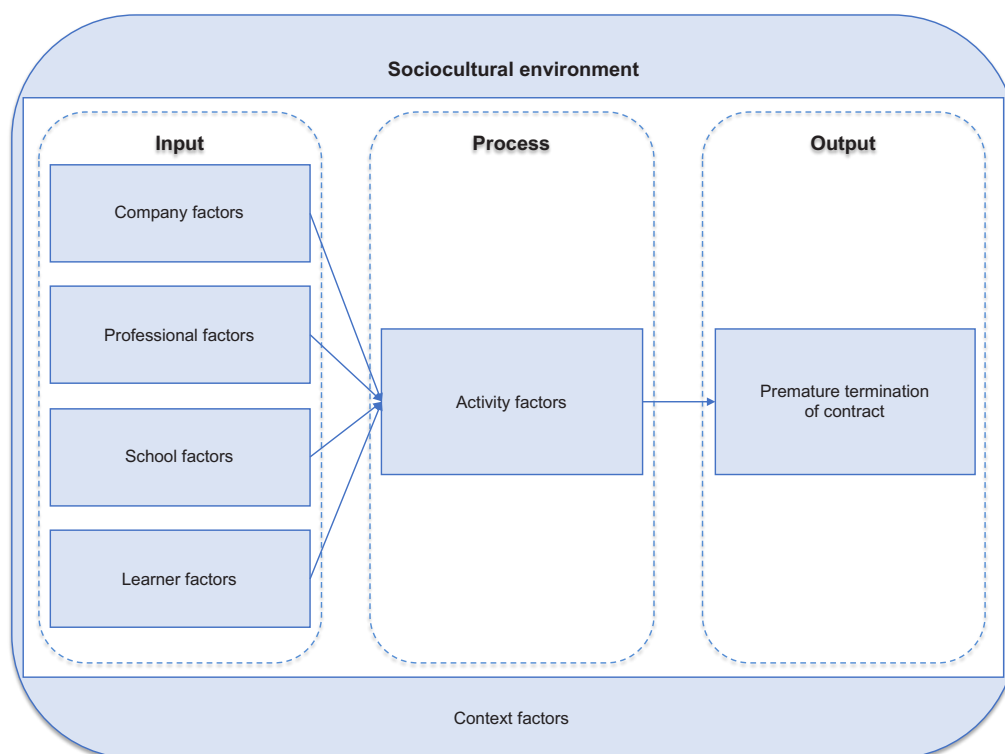 Sociocultural environment
Input
Process
Output
Company factors
Professional factors
School factors
Learner factors
Activity factors
Premature termination
of contract
Context factors